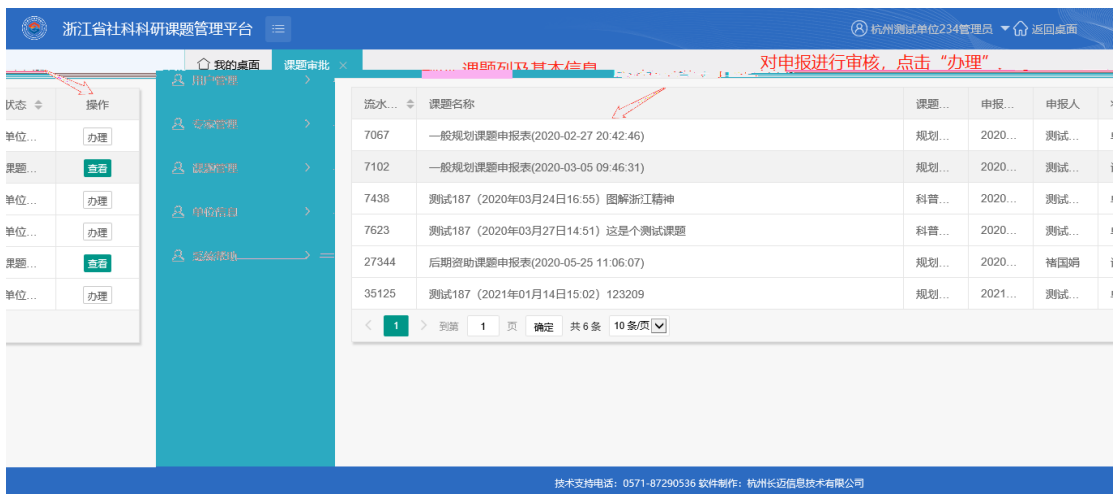 浙江省社科科研课题管理平台
杭州测试单位234管理员 返回桌面
我的桌面 课题审批 ×
课题列及其基本信息
对申报进行审核，点击“办理”、
状态 操作
单位... 办理
课题... 查看
单位... 办理
单位... 办理
课题... 查看
单位... 办理
用户管理
课题管理
单位信息
流水... 课题名称 课题... 申报... 申报人
7067 一般规划课题申报表(2020-02-27 20:42:46) 规划... 2020... 测试...
7102 一般规划课题申报表(2020-03-05 09:46:31) 规划... 2020... 测试...
7438 测试187（2020年03月24日16:55）图解浙江精神 科普... 2020... 测试...
7623 测试187（2020年03月27日14:51）这是个测试课题 科普... 2020... 测试...
27344 后期资助课题申报表(2020-05-25 11:06:07) 规划... 2020... 褚国娟
35125 测试187（2021年01月14日15:02）123209 规划... 2021... 测试...
< 1 > 到第 1 页 确定 共 6 条 10 条/页
技术支持电话：0571-87290536 软件制作：杭州长迈信息技术有限公司